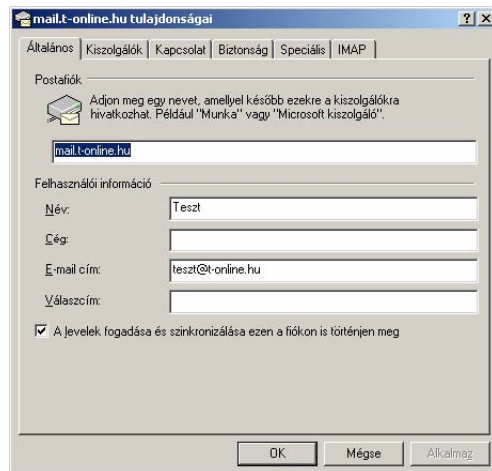 mail.t-online.hu tulajdonságai
Általános Kiszolgálók Kapcsolat Biztonság Speciális IMAP
Postafiók
Adjon meg egy nevet, amellyel később ezekre a kiszolgálókra
hivatkozhat. Például "Munka" vagy "Microsoft kiszolgáló".
mail.t-online.hu
Felhasználói információ
Név: Teszt
Cég:
E-mail cím: teszt@t-online.hu
Válaszcím:
A levelek fogadása és szinkronizálása ezen a fiókon is történjen meg
OK Mégse Alkalmaz